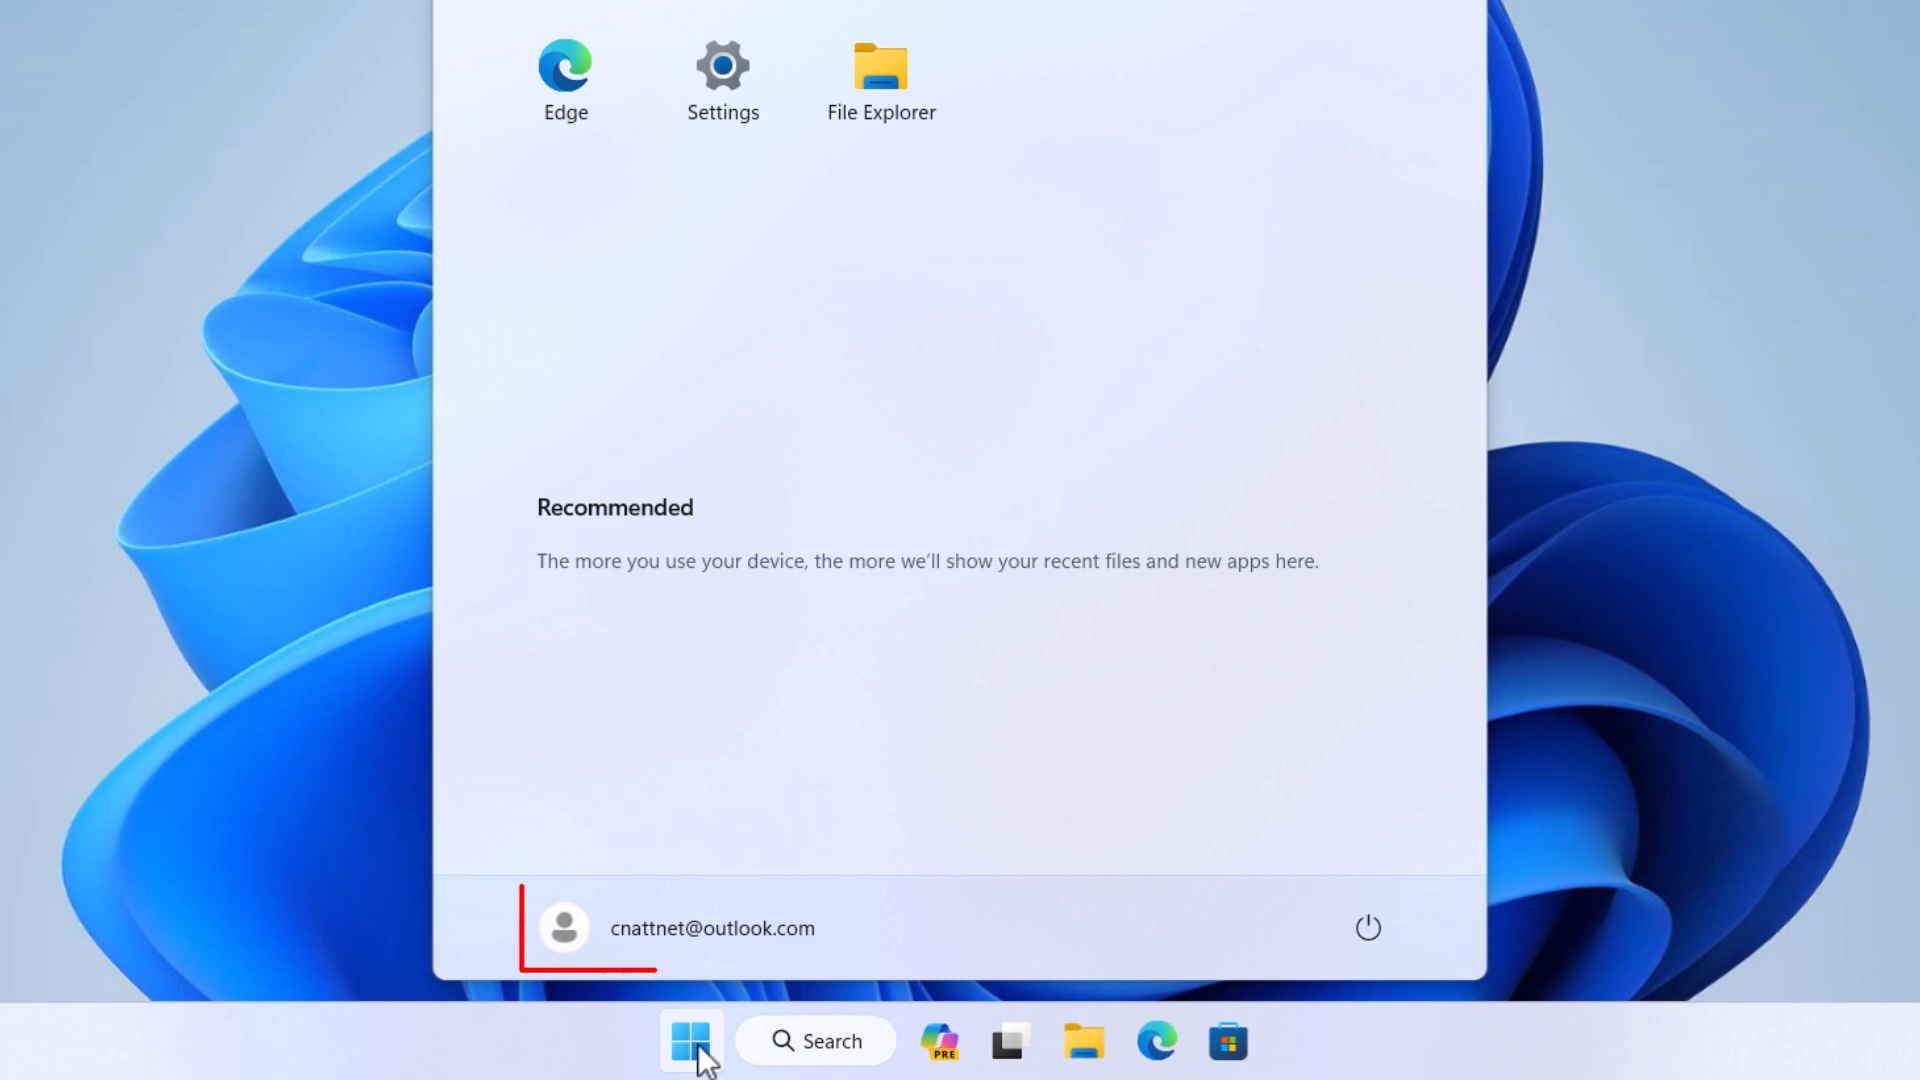 Edge Settings File Explorer
Recommended
The more you use your device, the more we’ll show your recent files and new apps here.
cnattnet@outlook.com
Search
PRE